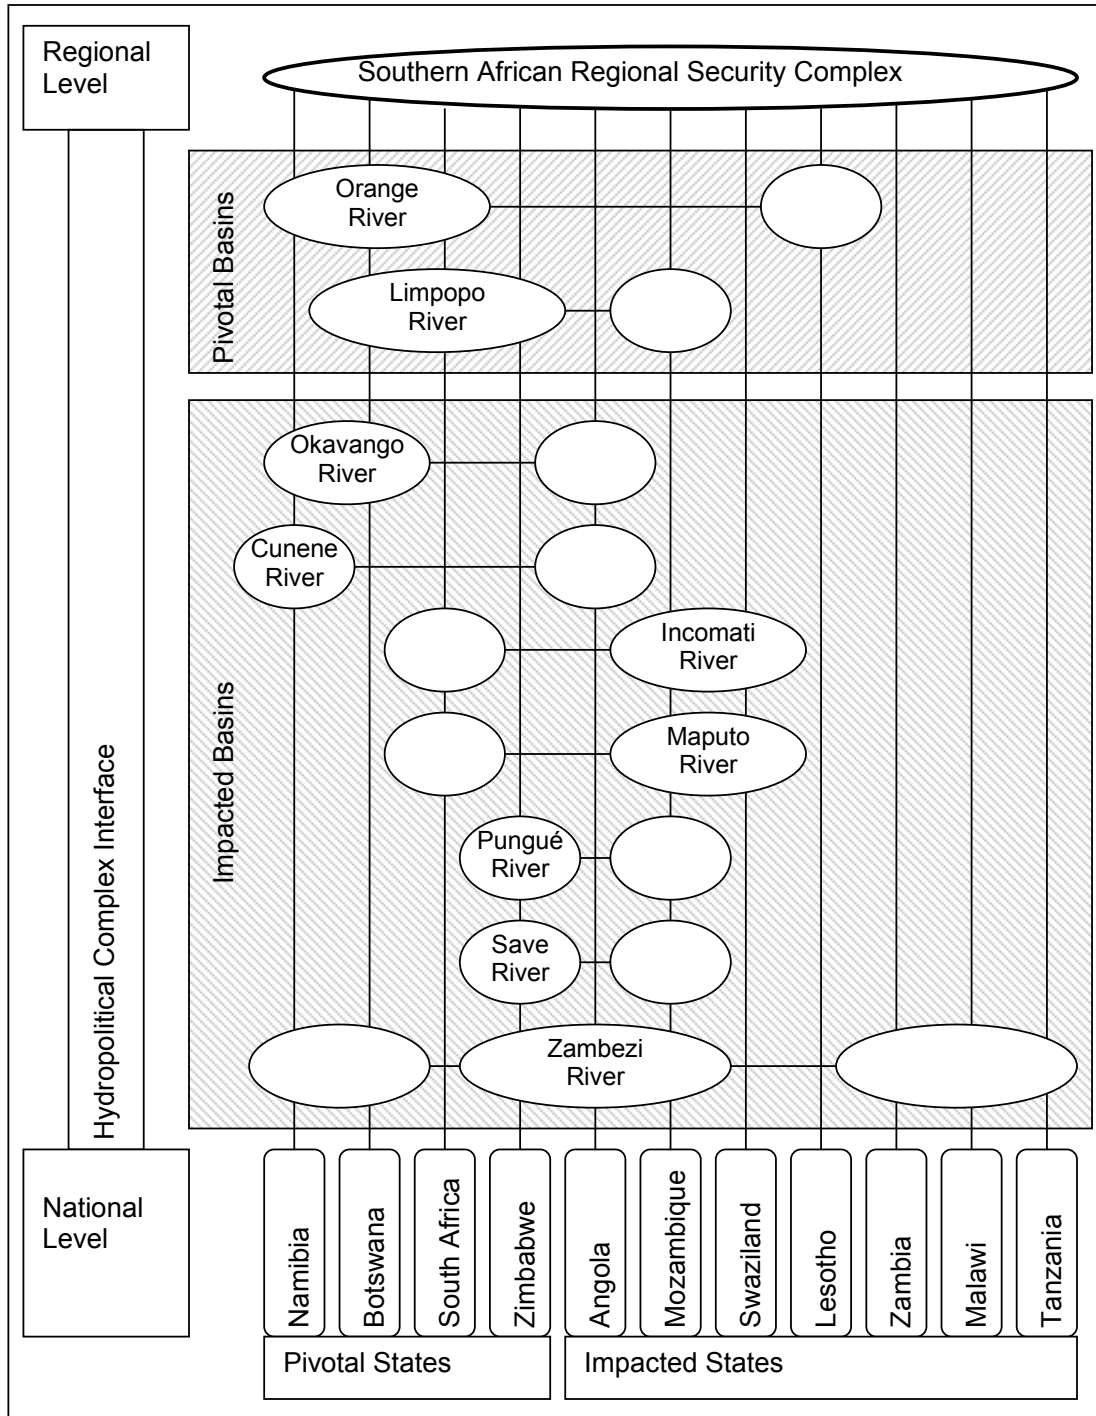 Regional
Level
Southern African Regional Security Complex
Pivotal Basins
Orange
River
Limpopo
River
Impacted Basins
Okavango
River
Cunene
River
Incomati
River
Maputo
River
Pungué
River
Save
River
Zambezi
River
Hydropolitical Complex Interface
National
Level
Namibia
Botswana
South Africa
Zimbabwe
Angola
Mozambique
Swaziland
Lesotho
Zambia
Malawi
Tanzania
Pivotal States
Impacted States